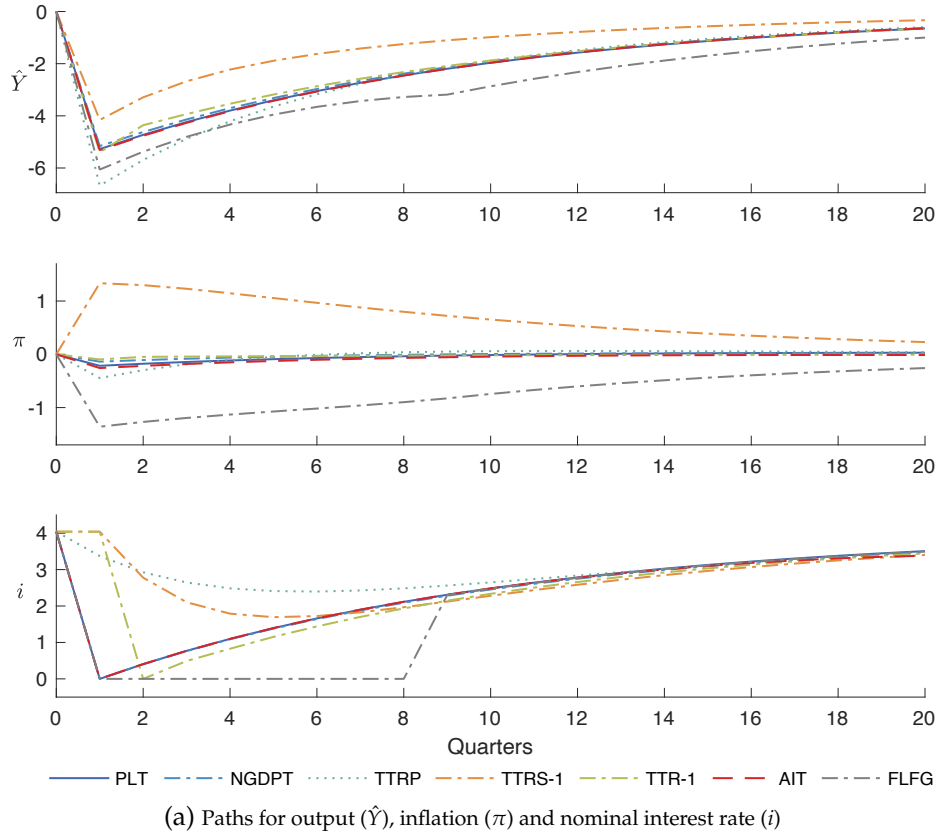 0
-2
Ŷ
-4
-6
0 2 4 6 8 10 12 14 16 18 20
1
π
0
-1
0 2 4 6 8 10 12 14 16 18 20
4
3
i
2
1
0
0 2 4 6 8 10 12 14 16 18 20
Quarters
PLT NGDPT TTRP TTRS-1 TTR-1 AIT FLFG
(a) Paths for output (Ŷ), inflation (π) and nominal interest rate (i)